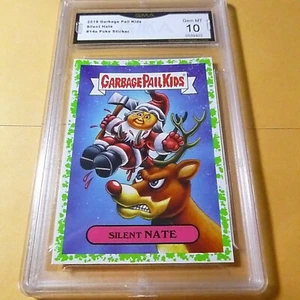 2018 Garbage Pail Kids
Silent Nate
#14a Puke Sticker
Gem MT
10
GARBAGE PAIL KIDS
SILENT NATE